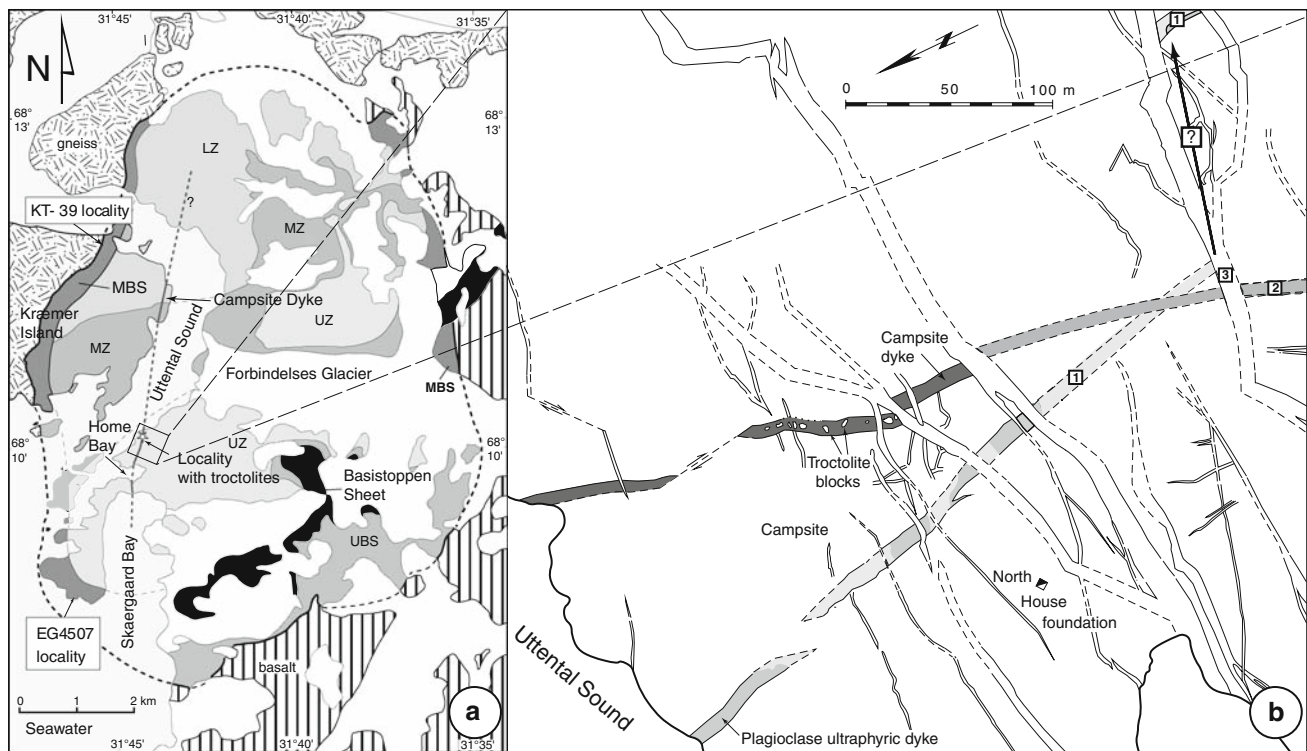 31°45'
31°40'
31°35'
N
68°
13'
68°
13'
gneiss
LZ
KT- 39 locality
?
MZ
MBS
Campsite Dyke
Kræmer
Island
UZ
MZ
Uttental Sound
Forbindelses Glacier
MBS
Home
Bay
UZ
68°
10'
68°
10'
Locality
with troctolites
Basistoppen
Sheet
UBS
Skaergaard Bay
EG4507
locality
basalt
0 1 2 km
Seawater
31°45'
31°40'
31°35'
a
N
0 50 100 m
1
?
3
2
Campsite
dyke
1
Troctolite
blocks
Campsite
North
House
foundation
Uttental Sound
Plagioclase ultraphyric dyke
b